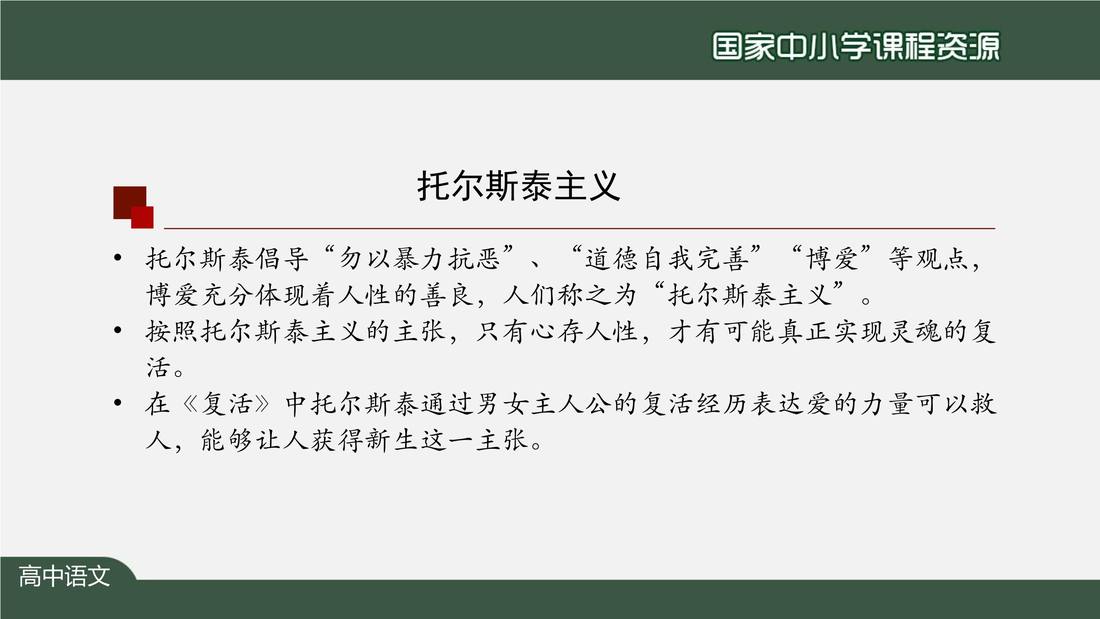 国家中小学课程资源
托尔斯泰主义
• 托尔斯泰倡导“勿以暴力抗恶”、“道德自我完善”“博爱”等观点，
博爱充分体现着人性的善良，人们称之为“托尔斯泰主义”。
• 按照托尔斯泰主义的主张，只有心存人性，才有可能真正实现灵魂的复
活。
• 在《复活》中托尔斯泰通过男女主人公的复活经历表达爱的力量可以救
人，能够让人获得新生这一主张。
高中语文